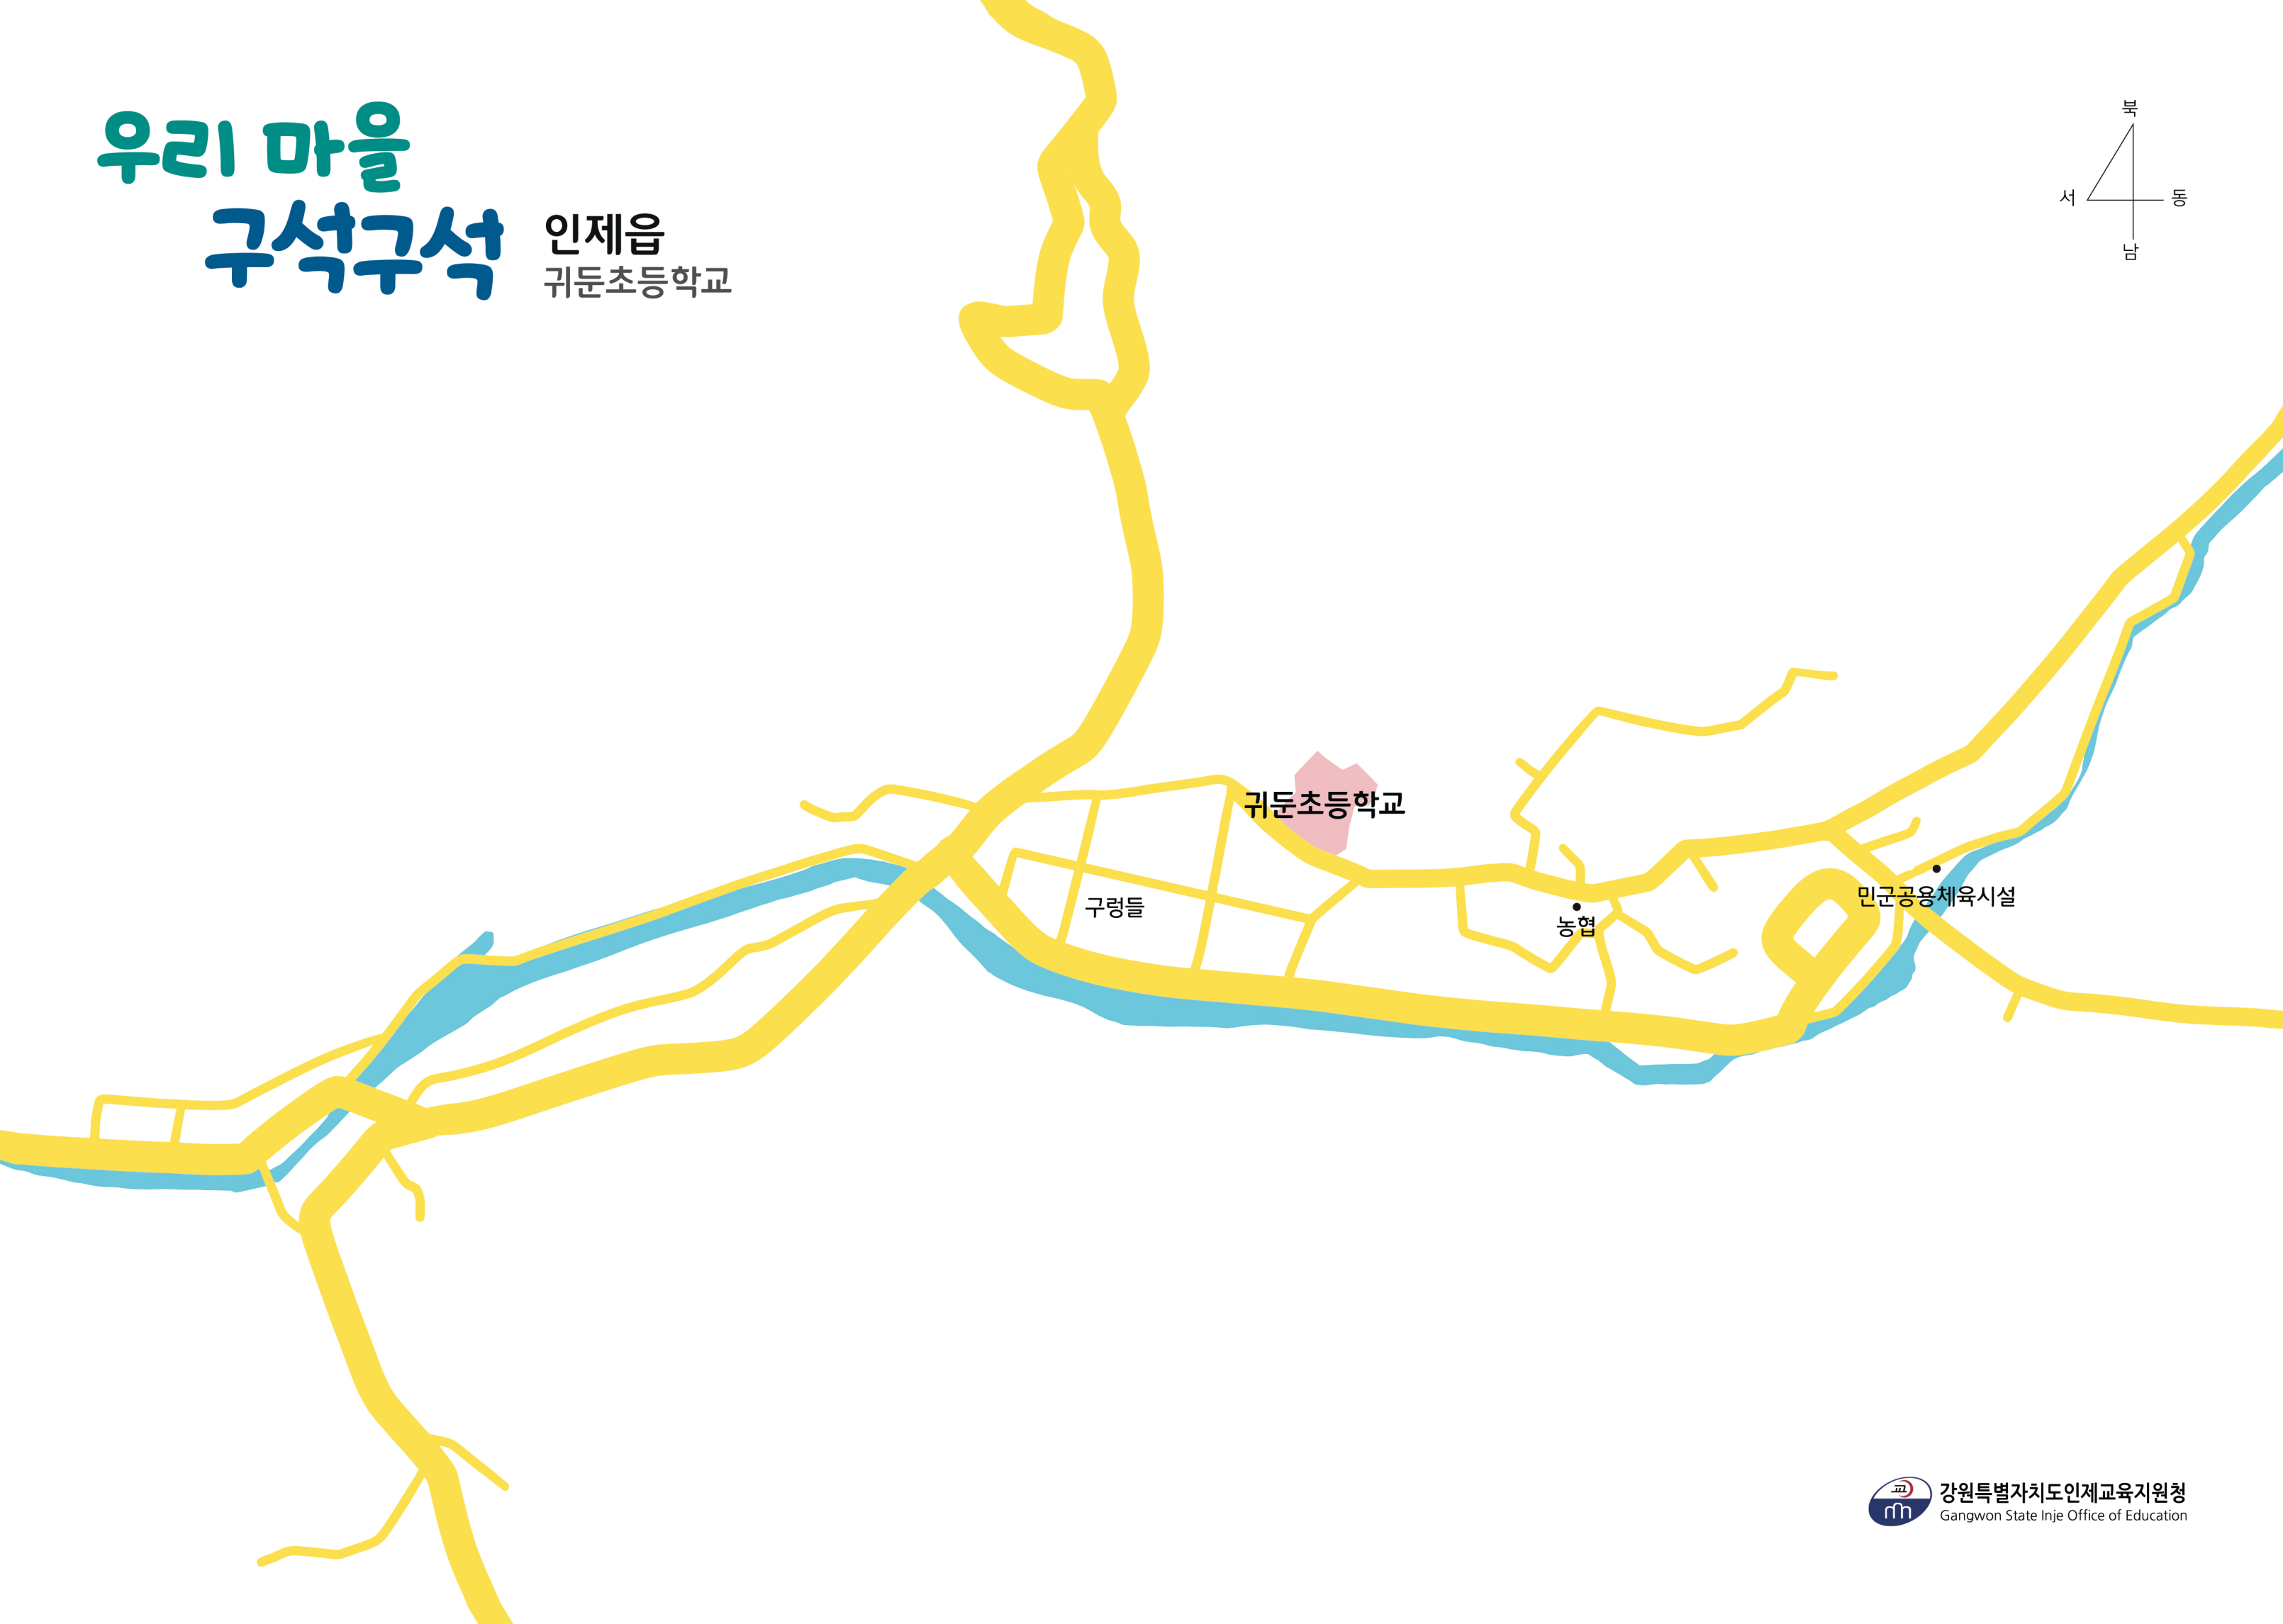 우리 마을
구석구석
인제읍
귀둔초등학교
북
서
동
남
귀둔초등학교
구렁들
농협
민군공용체육시설
교
강원특별자치도인제교육지원청
Gangwon State Inje Office of Education